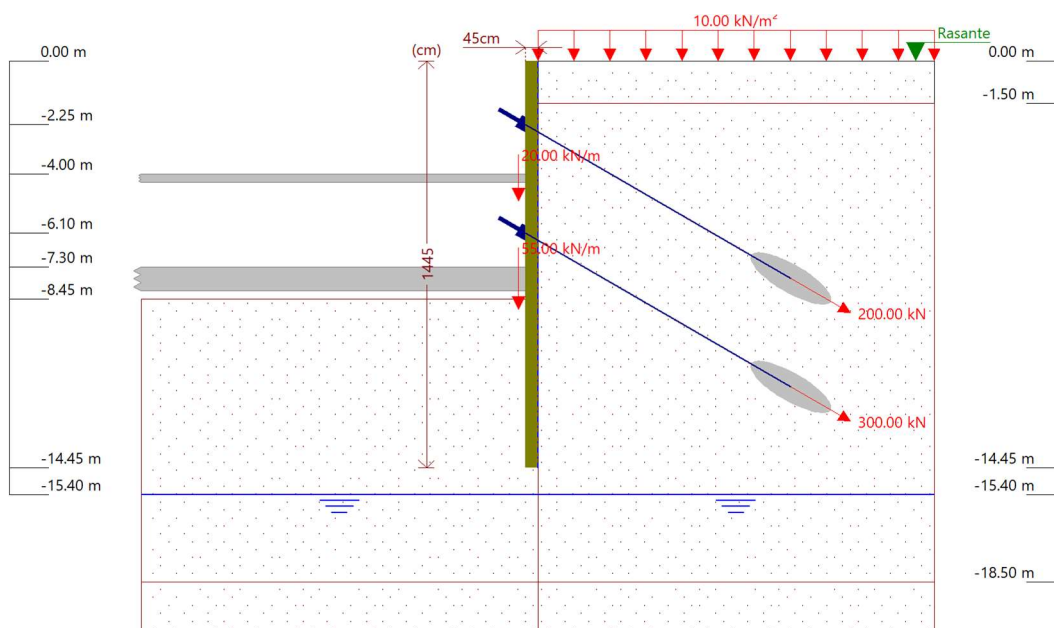 10.00 kN/m²
45cm
Rasante
0.00 m
(cm)
0.00 m
-1.50 m
-2.25 m
20.00 kN/m
-4.00 m
-6.10 m
55.00 kN/m
-7.30 m
1445
-8.45 m
200.00 kN
300.00 kN
-14.45 m
-14.45 m
-15.40 m
-15.40 m
-18.50 m